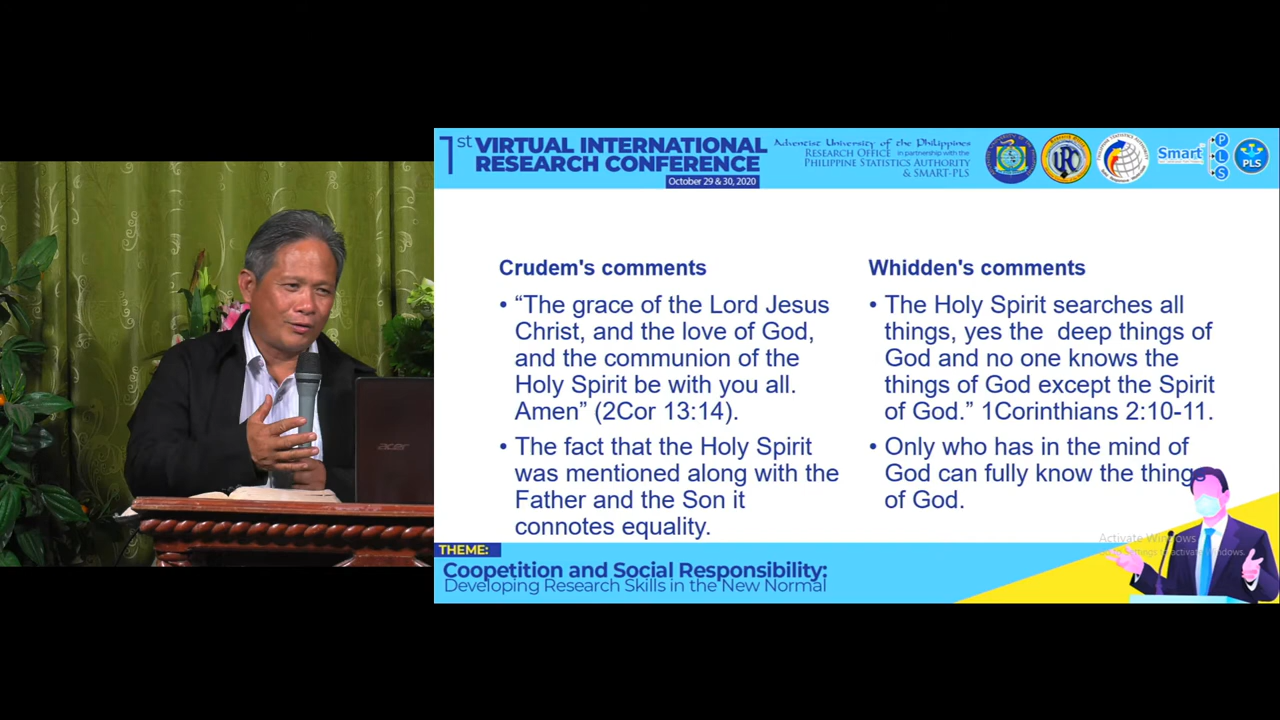 1st VIRTUAL INTERNATIONAL
RESEARCH CONFERENCE
October 29 & 30, 2020
Adventist University of the Philippines
RESEARCH OFFICE in partnership with the
PHILIPPINE STATISTICS AUTHORITY
& SMART-PLS
URC
Smart
PLS
PLS
Crudem's comments
• “The grace of the Lord Jesus
Christ, and the love of God,
and the communion of the
Holy Spirit be with you all.
Amen” (2Cor 13:14).
• The fact that the Holy Spirit
was mentioned along with the
Father and the Son it
connotes equality.
Whidden's comments
• The Holy Spirit searches all
things, yes the deep things of
God and no one knows the
things of God except the Spirit
of God.” 1Corinthians 2:10-11.
• Only who has in the mind of
God can fully know the things
of God.
acer
Activate Windows
to activate Windows.
THEME:
Coopetition and Social Responsibility:
Developing Research Skills in the New Normal